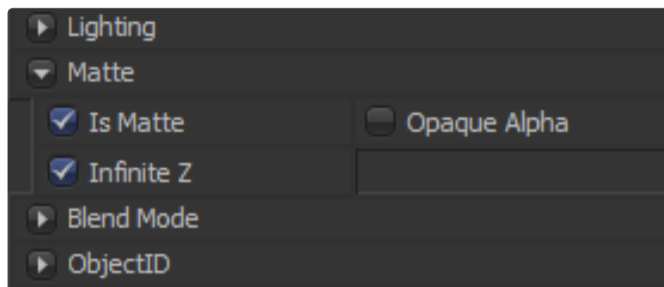 Lighting
Matte
Is Matte Opaque Alpha
Infinite Z
Blend Mode
ObjectID